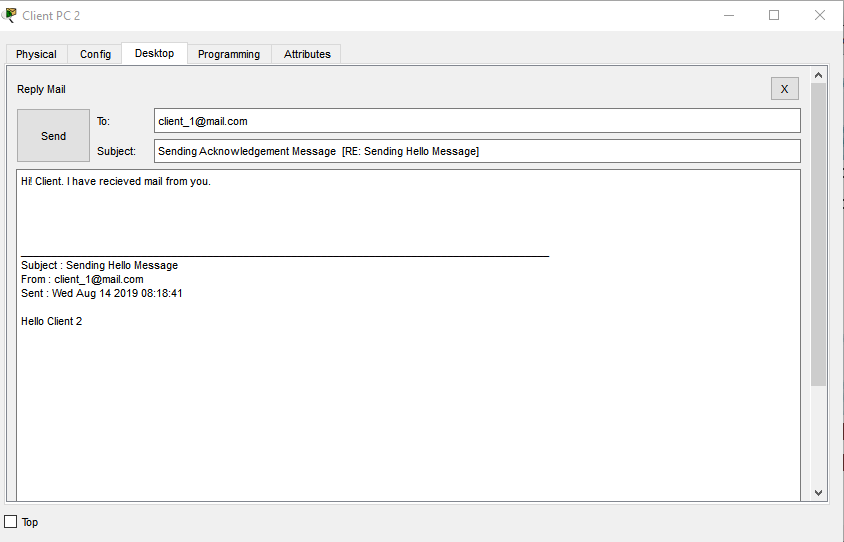 Client PC 2
Physical Config Desktop Programming Attributes
Reply Mail
X
Send
To:
client_1@mail.com
Subject:
Sending Acknowledgement Message [RE: Sending Hello Message]
Hi! Client. I have recieved mail from you.
Subject : Sending Hello Message
From : client_1@mail.com
Sent : Wed Aug 14 2019 08:18:41
Hello Client 2
Top